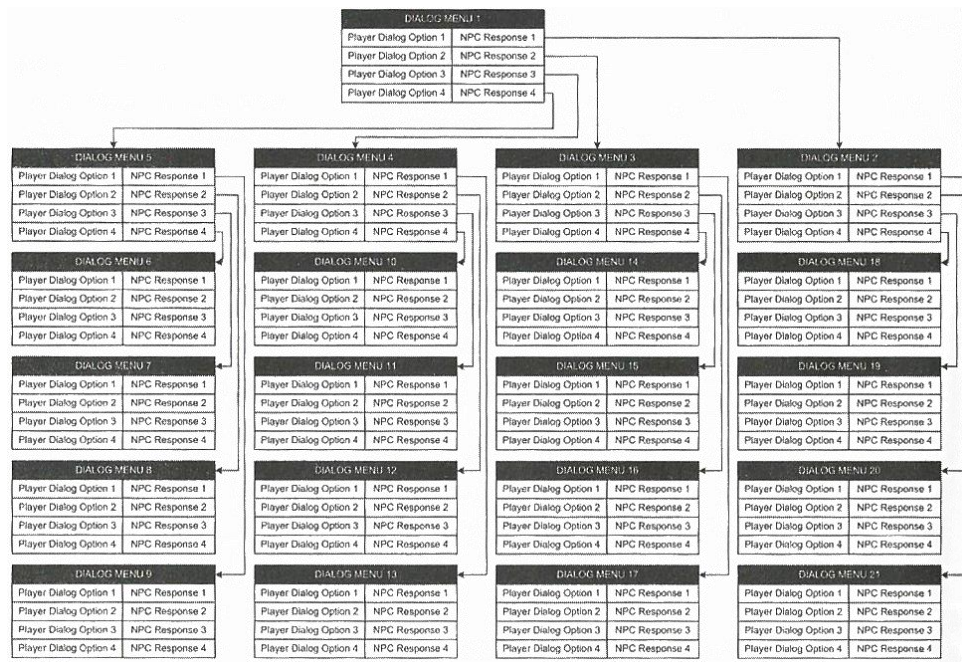 DIALOG MENU 1
Player Dialog Option 1 NPC Response 1
Player Dialog Option 2 NPC Response 2
Player Dialog Option 3 NPC Response 3
Player Dialog Option 4 NPC Response 4
DIALOG MENU 5
Player Dialog Option 1 NPC Response 1
Player Dialog Option 2 NPC Response 2
Player Dialog Option 3 NPC Response 3
Player Dialog Option 4 NPC Response 4
DIALOG MENU 6
Player Dialog Option 1 NPC Response 1
Player Dialog Option 2 NPC Response 2
Player Dialog Option 3 NPC Response 3
Player Dialog Option 4 NPC Response 4
DIALOG MENU 7
Player Dialog Option 1 NPC Response 1
Player Dialog Option 2 NPC Response 2
Player Dialog Option 3 NPC Response 3
Player Dialog Option 4 NPC Response 4
DIALOG MENU 8
Player Dialog Option 1 NPC Response 1
Player Dialog Option 2 NPC Response 2
Player Dialog Option 3 NPC Response 3
Player Dialog Option 4 NPC Response 4
DIALOG MENU 9
Player Dialog Option 1 NPC Response 1
Player Dialog Option 2 NPC Response 2
Player Dialog Option 3 NPC Response 3
Player Dialog Option 4 NPC Response 4
DIALOG MENU 4
Player Dialog Option 1 NPC Response 1
Player Dialog Option 2 NPC Response 2
Player Dialog Option 3 NPC Response 3
Player Dialog Option 4 NPC Response 4
DIALOG MENU 10
Player Dialog Option 1 NPC Response 1
Player Dialog Option 2 NPC Response 2
Player Dialog Option 3 NPC Response 3
Player Dialog Option 4 NPC Response 4
DIALOG MENU 11
Player Dialog Option 1 NPC Response 1
Player Dialog Option 2 NPC Response 2
Player Dialog Option 3 NPC Response 3
Player Dialog Option 4 NPC Response 4
DIALOG MENU 12
Player Dialog Option 1 NPC Response 1
Player Dialog Option 2 NPC Response 2
Player Dialog Option 3 NPC Response 3
Player Dialog Option 4 NPC Response 4
DIALOG MENU 13
Player Dialog Option 1 NPC Response 1
Player Dialog Option 2 NPC Response 2
Player Dialog Option 3 NPC Response 3
Player Dialog Option 4 NPC Response 4
DIALOG MENU 3
Player Dialog Option 1 NPC Response 1
Player Dialog Option 2 NPC Response 2
Player Dialog Option 3 NPC Response 3
Player Dialog Option 4 NPC Response 4
DIALOG MENU 14
Player Dialog Option 1 NPC Response 1
Player Dialog Option 2 NPC Response 2
Player Dialog Option 3 NPC Response 3
Player Dialog Option 4 NPC Response 4
DIALOG MENU 15
Player Dialog Option 1 NPC Response 1
Player Dialog Option 2 NPC Response 2
Player Dialog Option 3 NPC Response 3
Player Dialog Option 4 NPC Response 4
DIALOG MENU 16
Player Dialog Option 1 NPC Response 1
Player Dialog Option 2 NPC Response 2
Player Dialog Option 3 NPC Response 3
Player Dialog Option 4 NPC Response 4
DIALOG MENU 17
Player Dialog Option 1 NPC Response 1
Player Dialog Option 2 NPC Response 2
Player Dialog Option 3 NPC Response 3
Player Dialog Option 4 NPC Response 4
DIALOG MENU 2
Player Dialog Option 1 NPC Response 1
Player Dialog Option 2 NPC Response 2
Player Dialog Option 3 NPC Response 3
Player Dialog Option 4 NPC Response 4
DIALOG MENU 18
Player Dialog Option 1 NPC Response 1
Player Dialog Option 2 NPC Response 2
Player Dialog Option 3 NPC Response 3
Player Dialog Option 4 NPC Response 4
DIALOG MENU 19
Player Dialog Option 1 NPC Response 1
Player Dialog Option 2 NPC Response 2
Player Dialog Option 3 NPC Response 3
Player Dialog Option 4 NPC Response 4
DIALOG MENU 20
Player Dialog Option 1 NPC Response 1
Player Dialog Option 2 NPC Response 2
Player Dialog Option 3 NPC Response 3
Player Dialog Option 4 NPC Response 4
DIALOG MENU 21
Player Dialog Option 1 NPC Response 1
Player Dialog Option 2 NPC Response 2
Player Dialog Option 3 NPC Response 3
Player Dialog Option 4 NPC Response 4